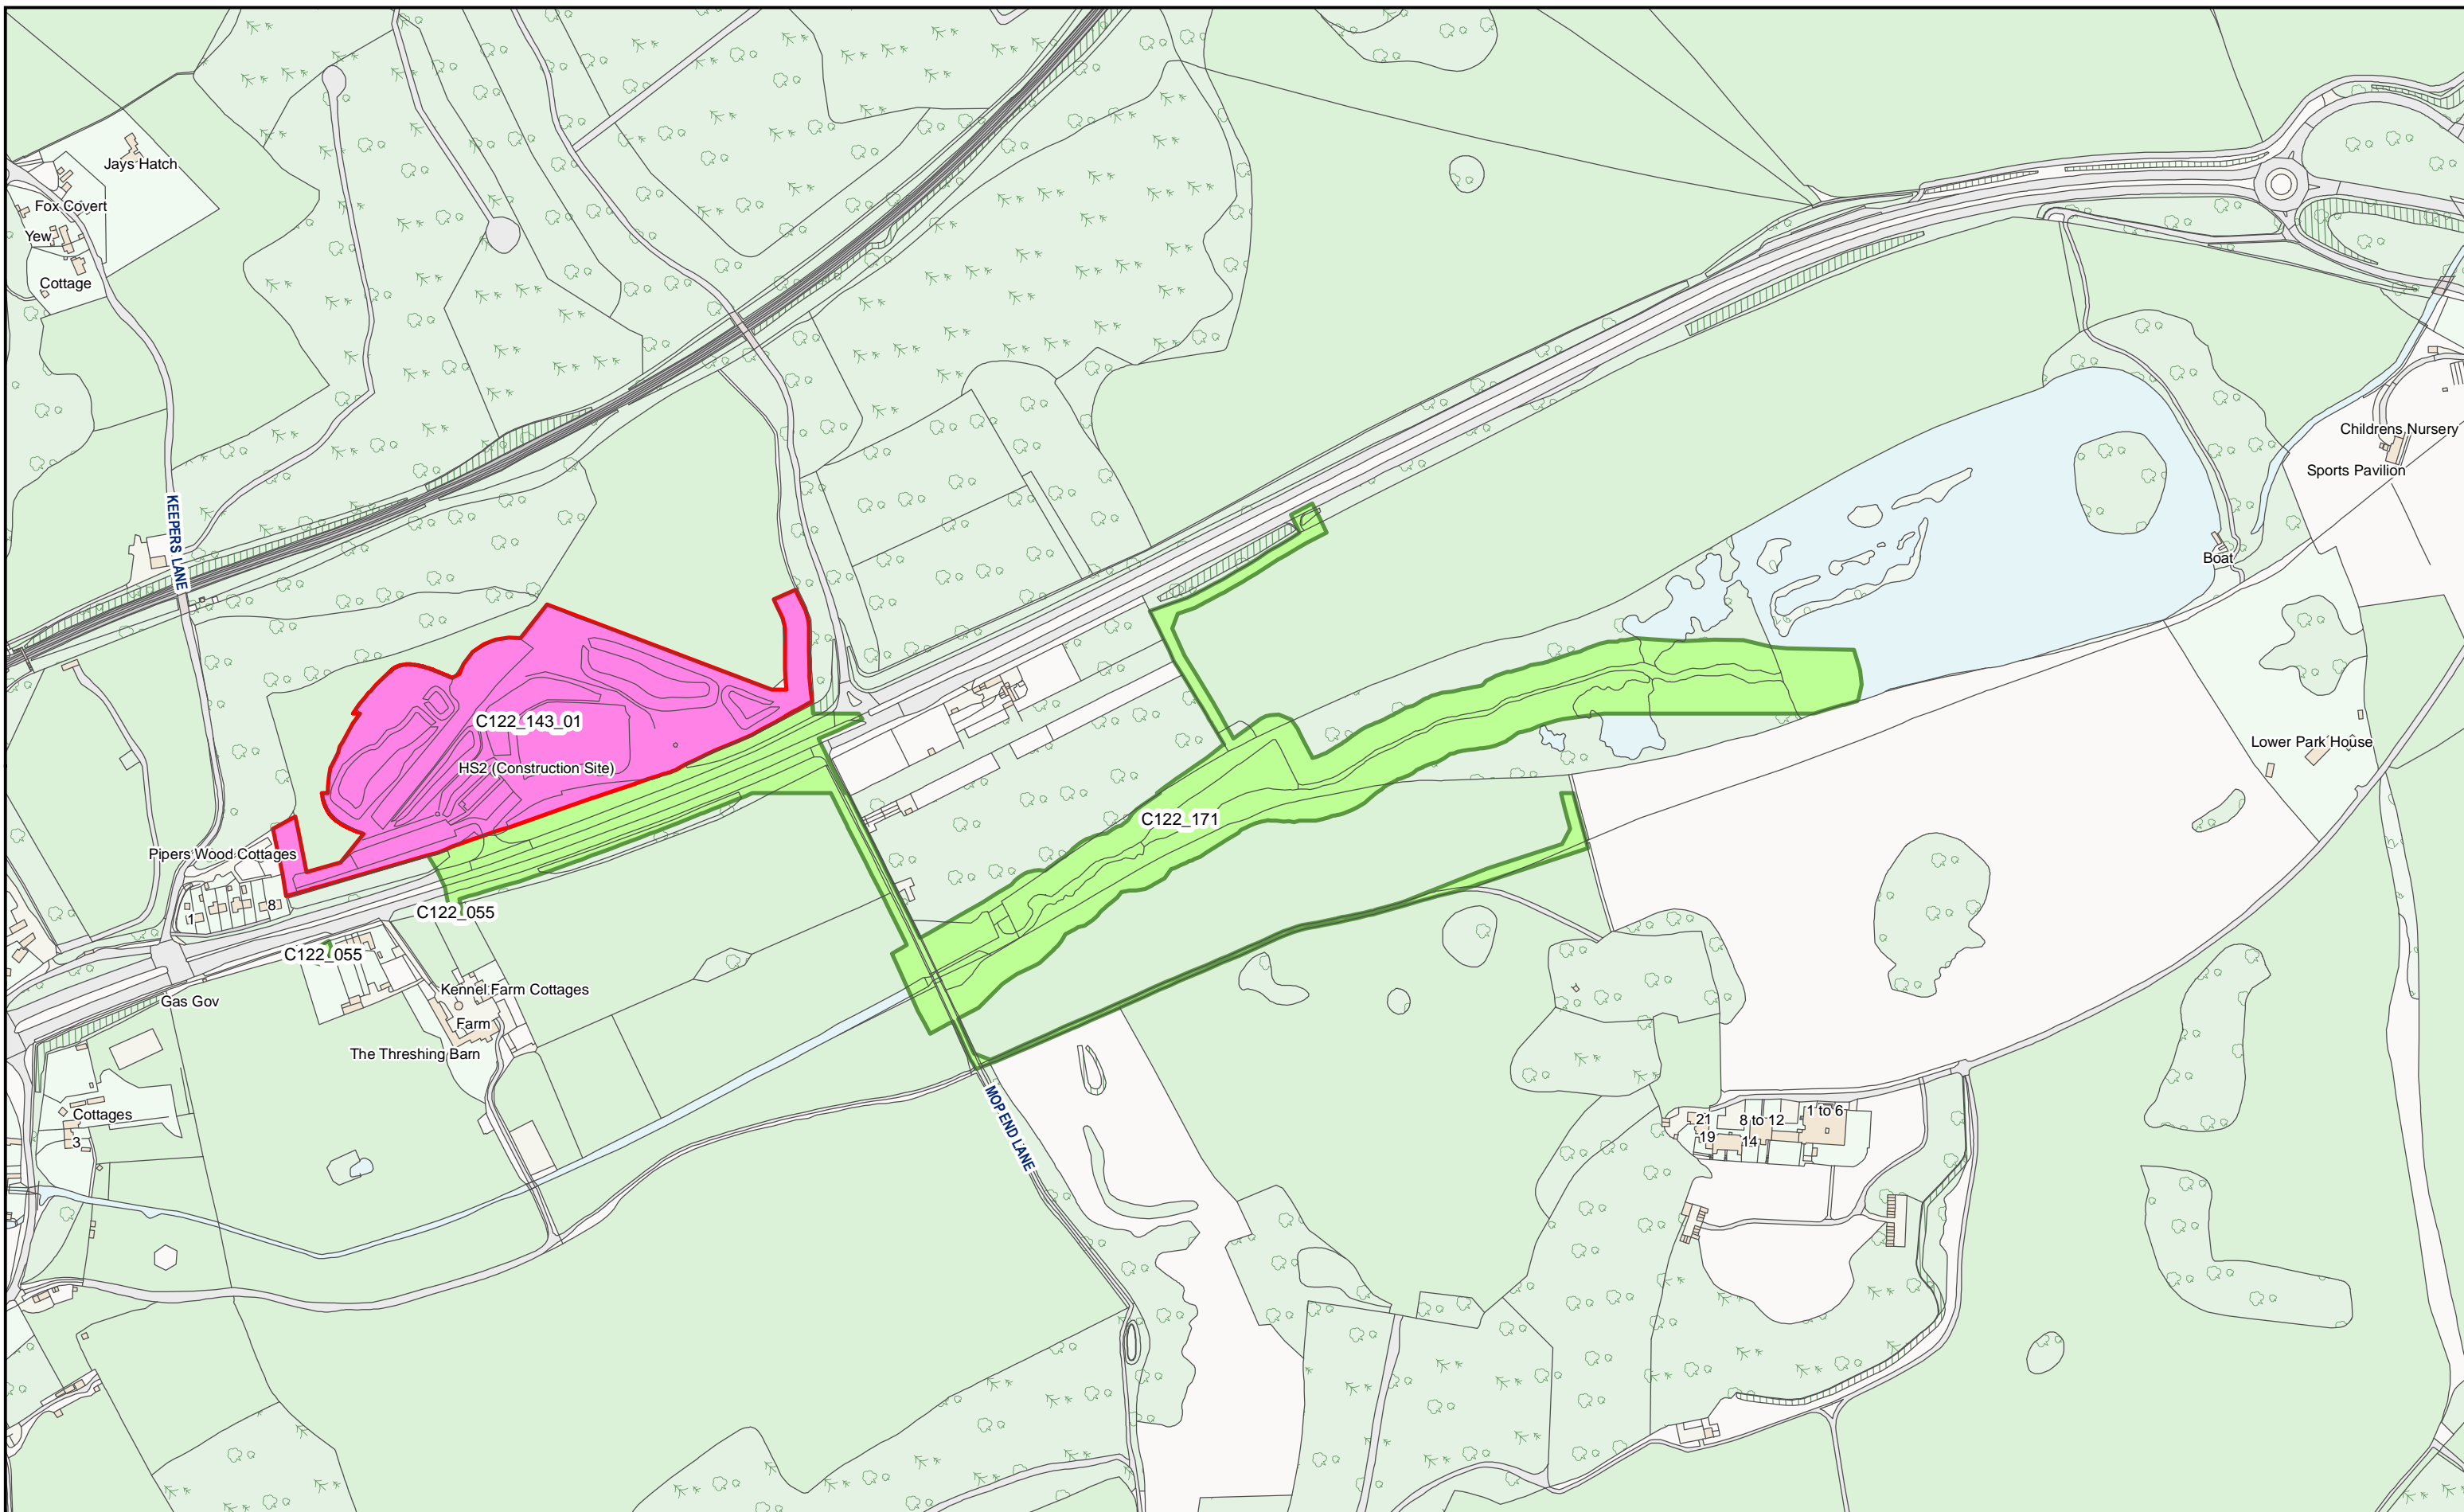 Jays Hatch
Fox Covert
Yew
Cottage
KEEPERS LANE
Childrens Nursery
Sports Pavilion
Boat
C122_143_01
HS2 (Construction Site)
Lower Park House
C122_171
Pipers Wood Cottages
1
8
C122_055
C122_055
Gas Gov
Kennel Farm Cottages
Farm
The Threshing Barn
MOP END LANE
Cottages
3
21
8 to 12
1 to 6
19
14